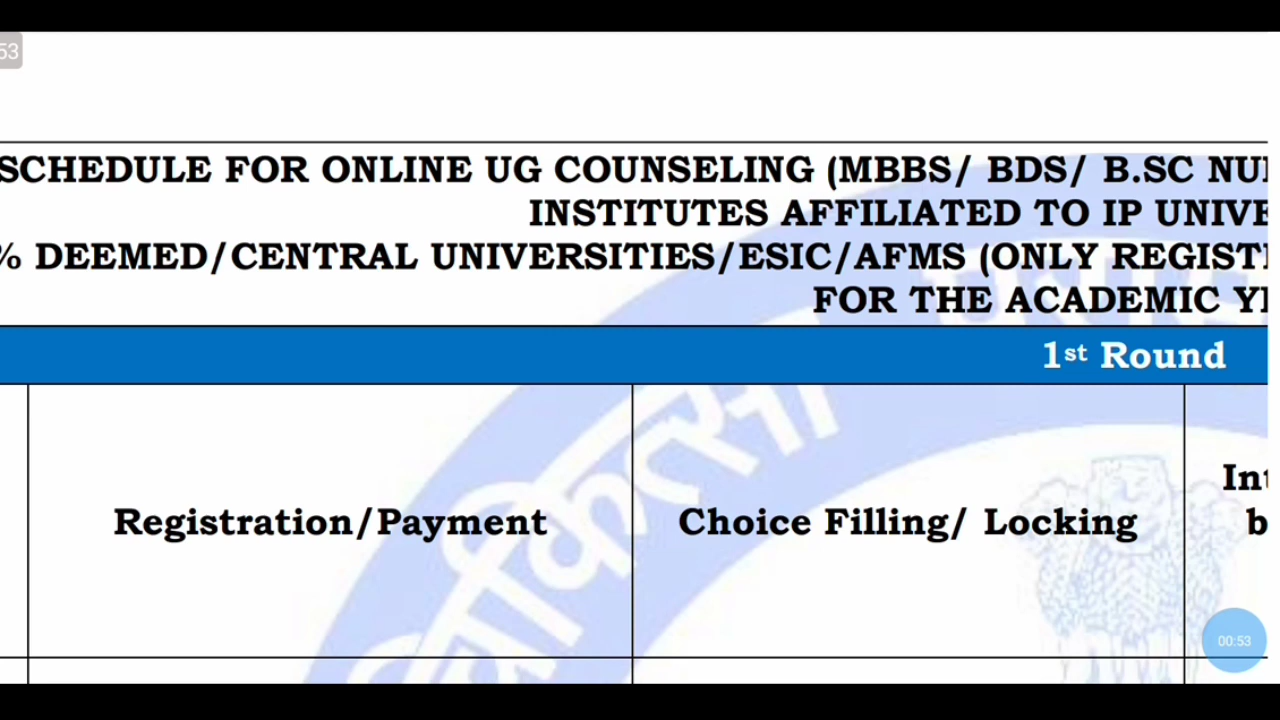 53
SCHEDULE FOR ONLINE UG COUNSELING (MBBS/ BDS/ B.SC
INSTITUTES AFFILIATED TO IP
% DEEMED/CENTRAL UNIVERSITIES/ESIC/AFMS (ONLY
FOR THE ACADEMIC
1st Round
Registration/Payment
Choice Filling/ Locking
00:53